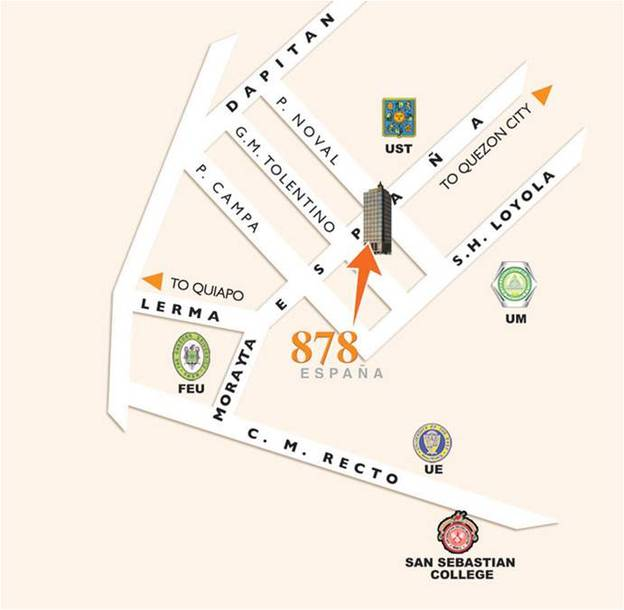 DAPITAN
P. NOVAL
G.M. TOLENTINO
P. CAMPA
UST
ESPAÑA
TO QUEZON CITY
S.H. LOYOLA
TO QUIAPO
LERMA
UM
MORAYTA
878
ESPAÑA
FEU
C. M. RECTO
UE
SAN SEBASTIAN
COLLEGE